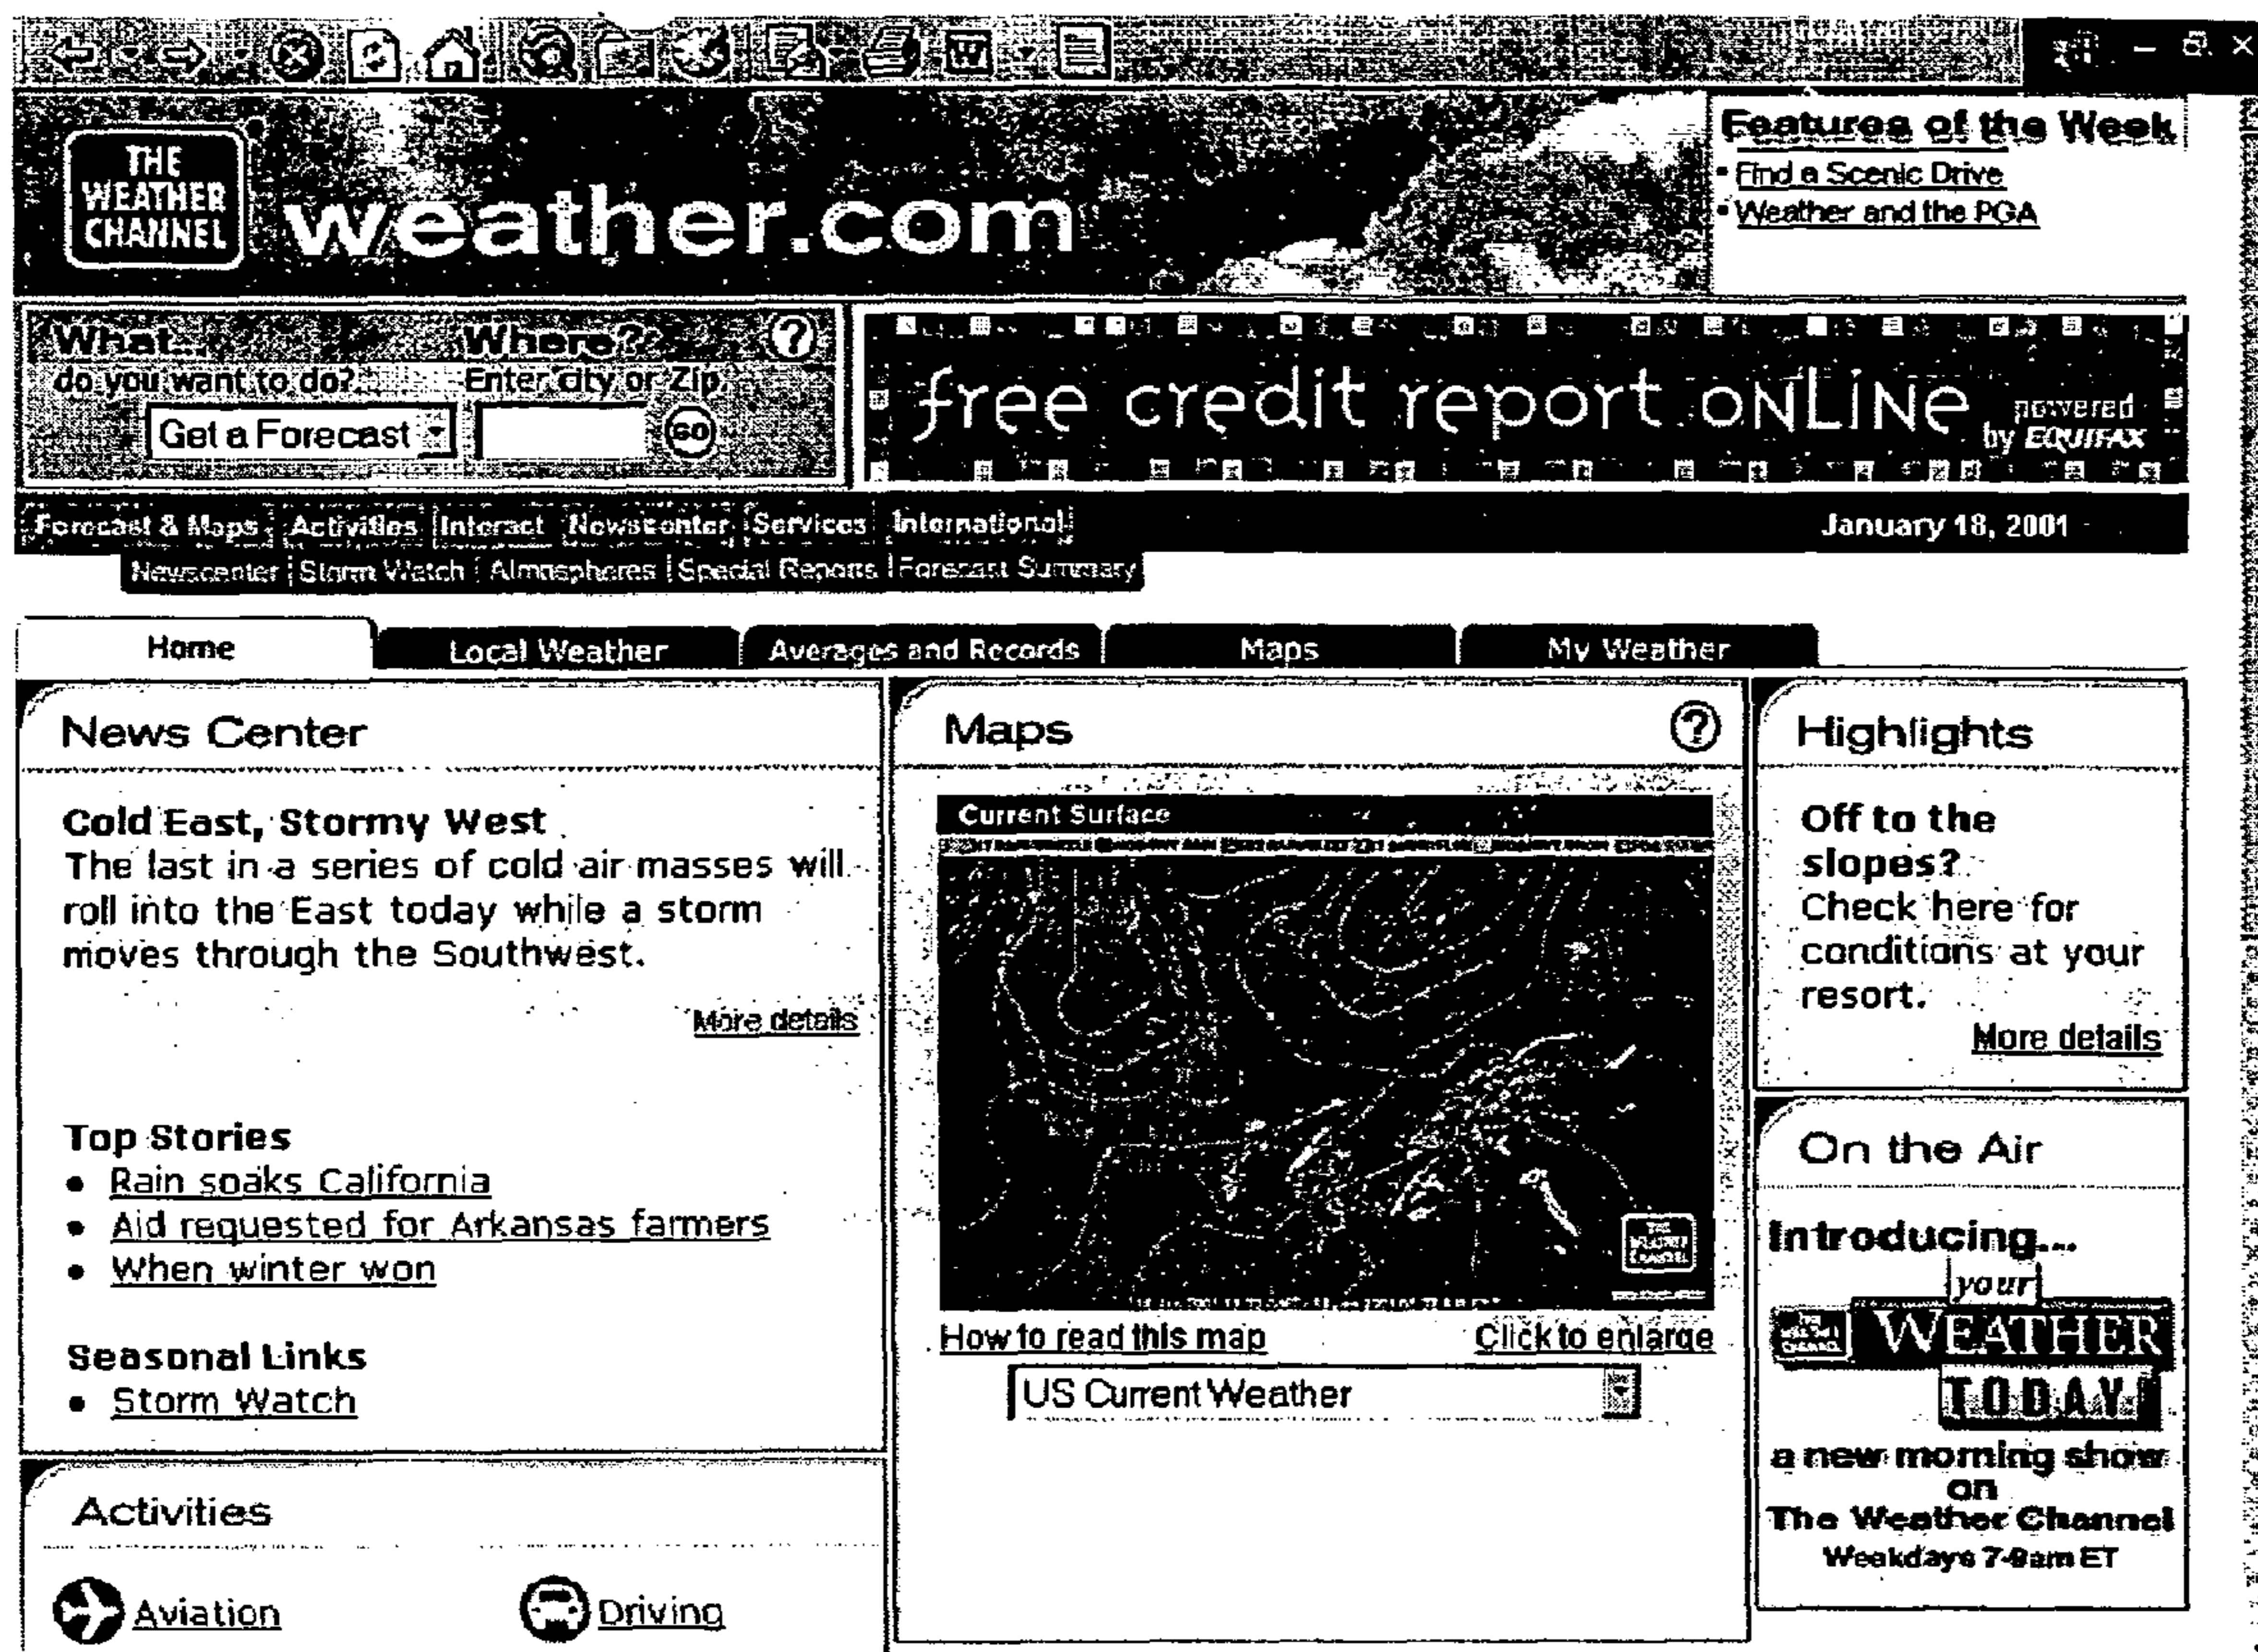 THE
WEATHER
CHANNEL
weather.com
Features of the Week
• Find a Scenic Drive
• Weather and the PGA
What...
do you want to do?
Where?
Enter city or Zip.
?
Get a Forecast
GO
free credit report oNLiNe
powered
by EQUIFAX
Forecast & Maps Activities Interact Newscenter Services International
January 18, 2001
Newscenter Storm Watch Atmospheres Special Reports Forecast Summary
Home Local Weather Averages and Records Maps My Weather
News Center
Cold East, Stormy West
The last in a series of cold air masses will
roll into the East today while a storm
moves through the Southwest.
More details
Top Stories
• Rain soaks California
• Aid requested for Arkansas farmers
• When winter won
Seasonal Links
• Storm Watch
Activities
Aviation Driving
Maps ?
Current Surface
THE
WEATHER
CHANNEL
How to read this map Click to enlarge
US Current Weather
Highlights
Off to the
slopes?
Check here for
conditions at your
resort.
More details
On the Air
Introducing...
your
WEATHER
TODAY
a new morning show
on
The Weather Channel
Weekdays 7-9am ET